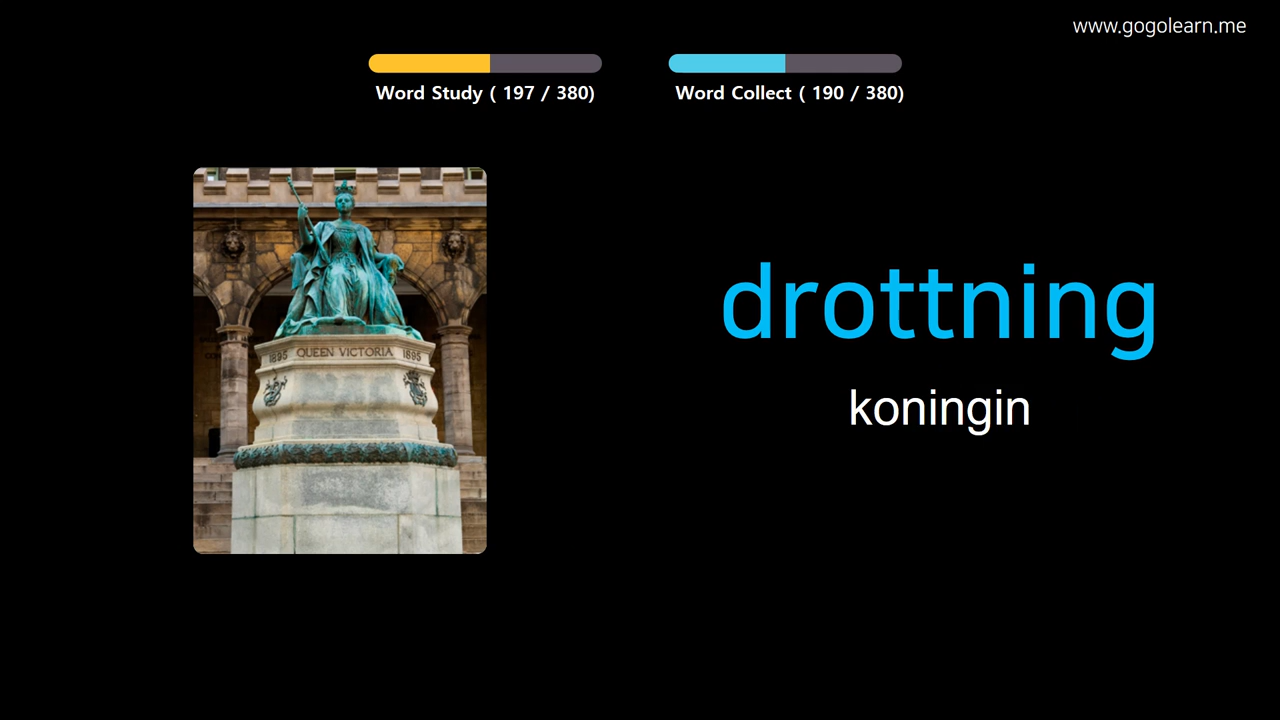 www.gogolearn.me
Word Study ( 197 / 380)
Word Collect ( 190 / 380)
1895 QUEEN VICTORIA 1895
drottning
koningin